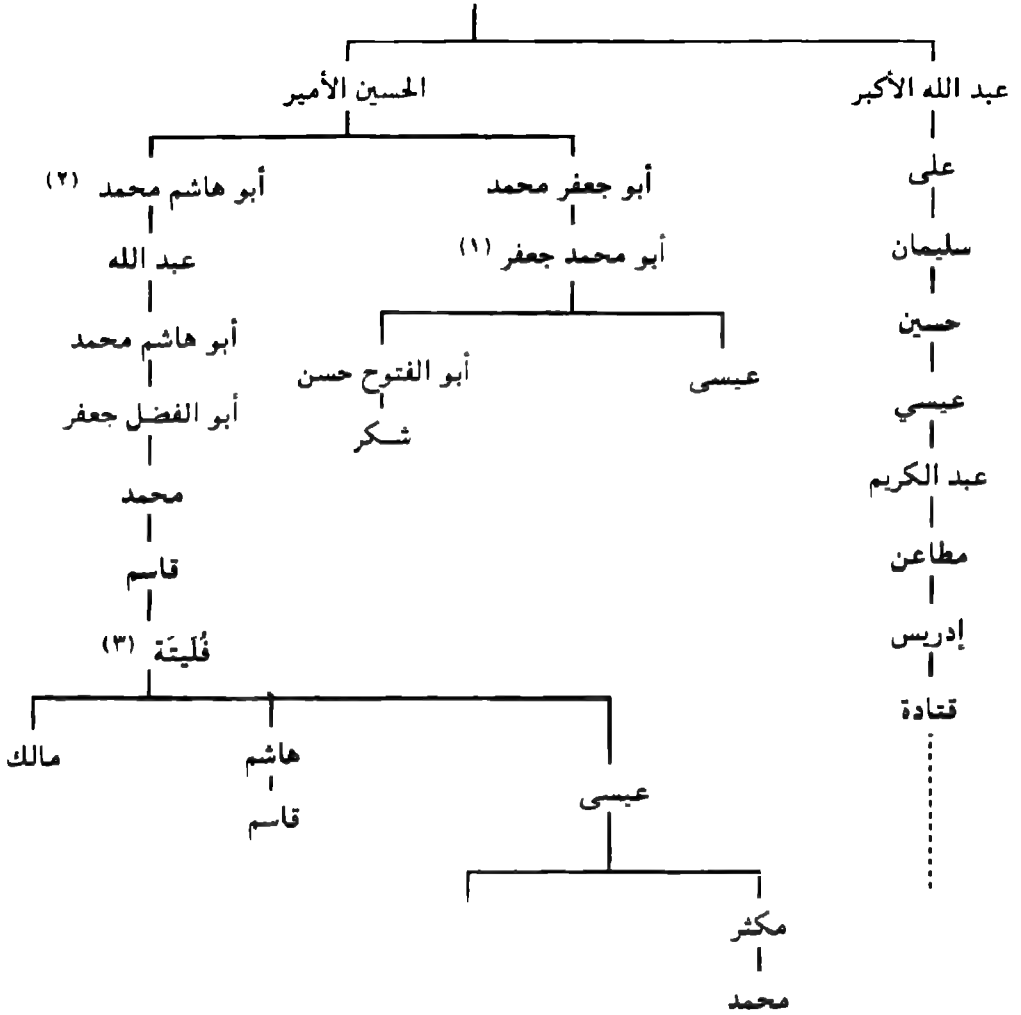 عبد الله الأكبر
الحسين الأمير
على
أبو جعفر محمد
أبو هاشم محمد (٢)
سليمان
أبو محمد جعفر (١)
عبد الله
حسين
أبو هاشم محمد
عيسى
أبو الفتوح حسن
عيسي
أبو الفضل جعفر
شكر
عبد الكريم
محمد
مطاعن
قاسم
إدريس
فُلَيتَة (٣)
قتادة
هاشم
مالك
عيسى
قاسم
مكثر
محمد